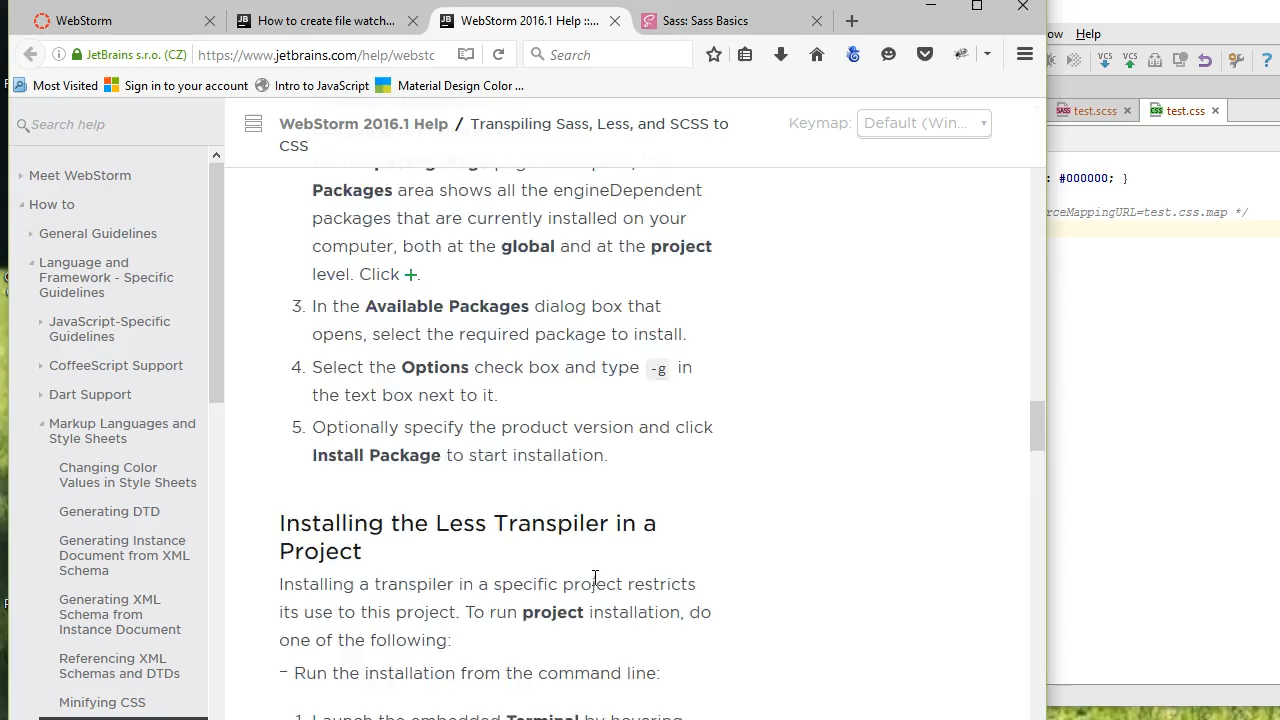 WebStorm
How to create file watch...
WebStorm 2016.1 Help ::...
Sass: Sass Basics
JetBrains s.r.o. (CZ)
https://www.jetbrains.com/help/webstc
Search
Most Visited
Sign in to your account
Intro to JavaScript
Material Design Color ...
Search help
WebStorm 2016.1 Help / Transpiling Sass, Less, and SCSS to
CSS
Keymap:
Default (Win...
Meet WebStorm
How to
General Guidelines
Language and
Framework - Specific
Guidelines
JavaScript-Specific
Guidelines
CoffeeScript Support
Dart Support
Markup Languages and
Style Sheets
Changing Color
Values in Style Sheets
Generating DTD
Generating Instance
Document from XML
Schema
Generating XML
Schema from
Instance Document
Referencing XML
Schemas and DTDs
Minifying CSS
Packages area shows all the engineDependent
packages that are currently installed on your
computer, both at the global and at the project
level. Click +.
3. In the Available Packages dialog box that
opens, select the required package to install.
4. Select the Options check box and type -g in
the text box next to it.
5. Optionally specify the product version and click
Install Package to start installation.
Installing the Less Transpiler in a
Project
Installing a transpiler in a specific project restricts
its use to this project. To run project installation, do
one of the following:
– Run the installation from the command line:
1. Launch the embedded Terminal by hovering
ow Help
VCS VCS
test.scss
test.css
: #000000; }
rceMappingURL=test.css.map */